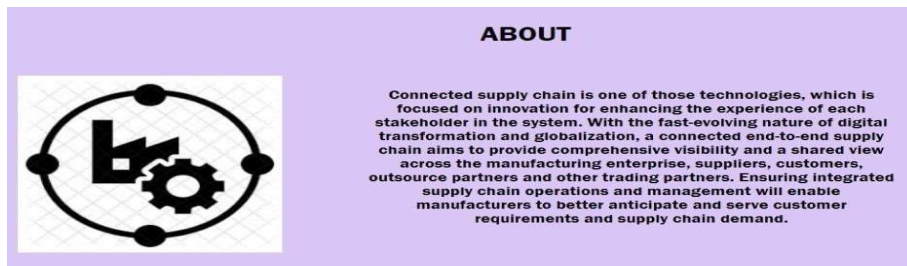 ABOUT
Connected supply chain is one of those technologies, which is
focused on innovation for enhancing the experience of each
stakeholder in the system. With the fast-evolving nature of digital
transformation and globalization, a connected end-to-end supply
chain aims to provide comprehensive visibility and a shared view
across the manufacturing enterprise, suppliers, customers,
outsource partners and other trading partners. Ensuring integrated
supply chain operations and management will enable
manufacturers to better anticipate and serve customer
requirements and supply chain demand.